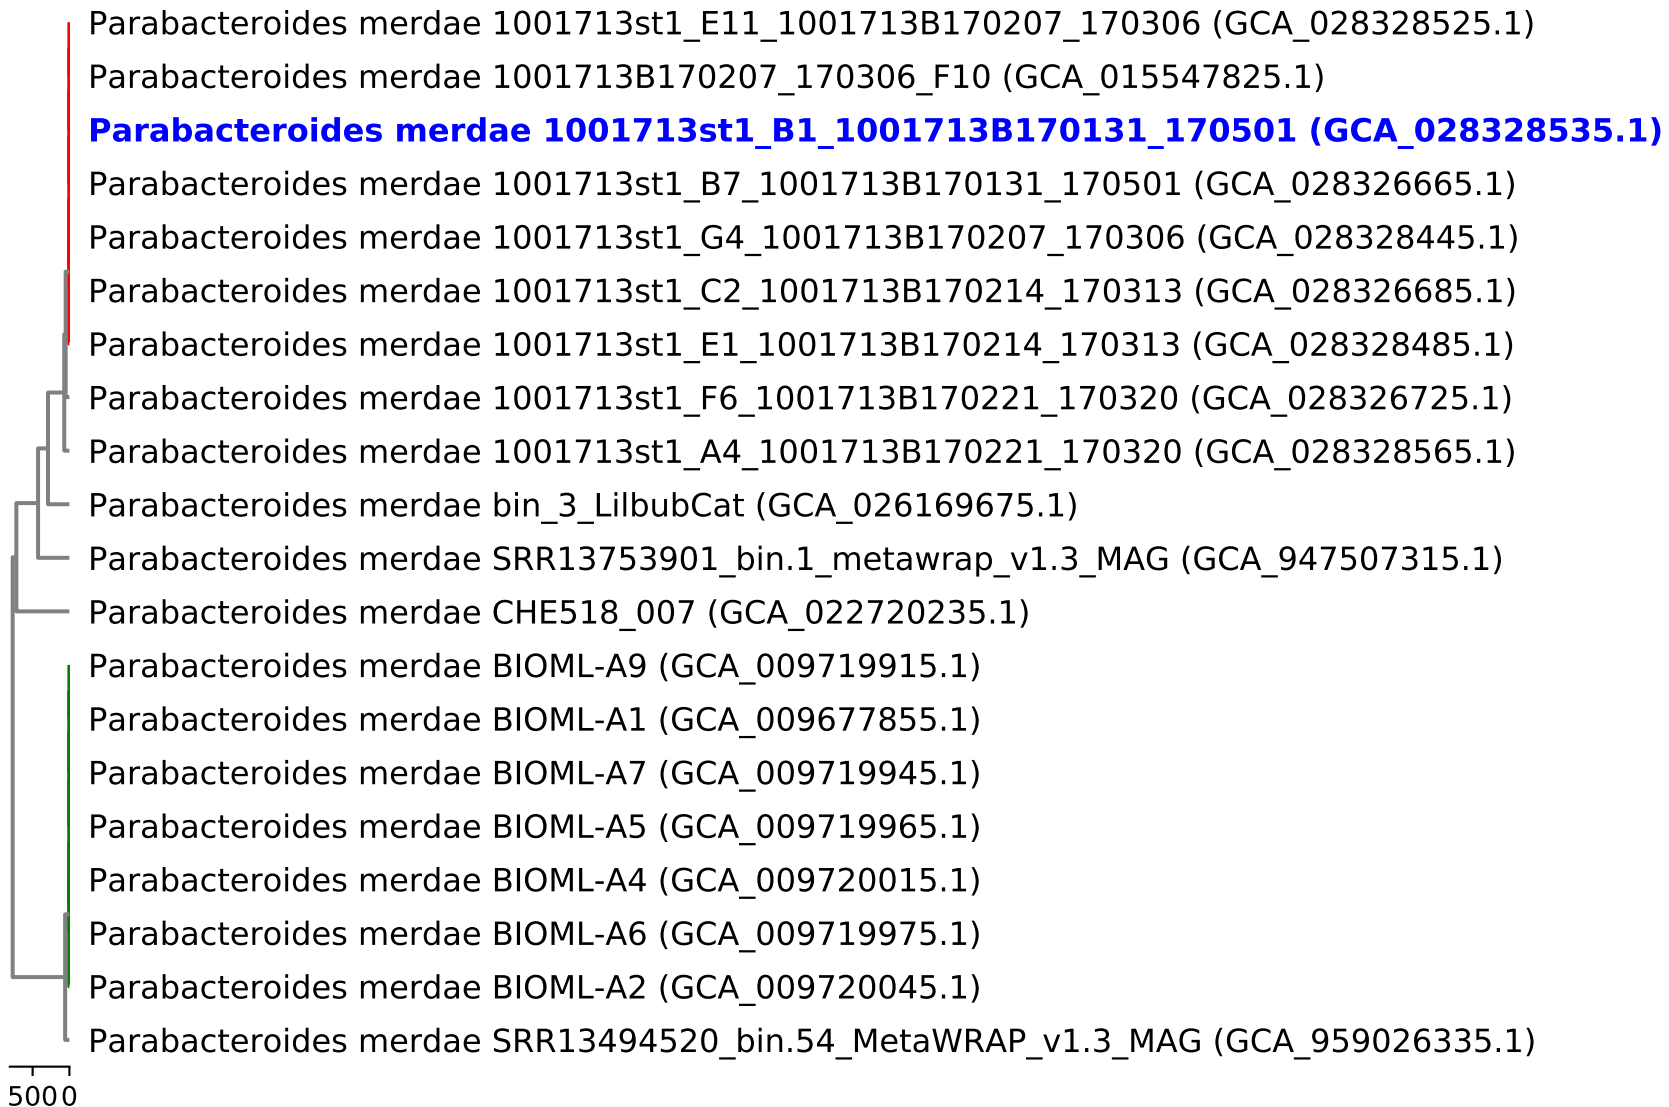 Parabacteroides merdae 1001713st1_E11_1001713B170207_170306 (GCA_028328525.1)
Parabacteroides merdae 1001713B170207_170306_F10 (GCA_015547825.1)
Parabacteroides merdae 1001713st1_B1_1001713B170131_170501 (GCA_028328535.1)
Parabacteroides merdae 1001713st1_B7_1001713B170131_170501 (GCA_028326665.1)
Parabacteroides merdae 1001713st1_G4_1001713B170207_170306 (GCA_028328445.1)
Parabacteroides merdae 1001713st1_C2_1001713B170214_170313 (GCA_028326685.1)
Parabacteroides merdae 1001713st1_E1_1001713B170214_170313 (GCA_028328485.1)
Parabacteroides merdae 1001713st1_F6_1001713B170221_170320 (GCA_028326725.1)
Parabacteroides merdae 1001713st1_A4_1001713B170221_170320 (GCA_028328565.1)
Parabacteroides merdae bin_3_LilbubCat (GCA_026169675.1)
Parabacteroides merdae SRR13753901_bin.1_metawrap_v1.3_MAG (GCA_947507315.1)
Parabacteroides merdae CHE518_007 (GCA_022720235.1)
Parabacteroides merdae BIOML-A9 (GCA_009719915.1)
Parabacteroides merdae BIOML-A1 (GCA_009677855.1)
Parabacteroides merdae BIOML-A7 (GCA_009719945.1)
Parabacteroides merdae BIOML-A5 (GCA_009719965.1)
Parabacteroides merdae BIOML-A4 (GCA_009720015.1)
Parabacteroides merdae BIOML-A6 (GCA_009719975.1)
Parabacteroides merdae BIOML-A2 (GCA_009720045.1)
Parabacteroides merdae SRR13494520_bin.54_MetaWRAP_v1.3_MAG (GCA_959026335.1)
5000 0